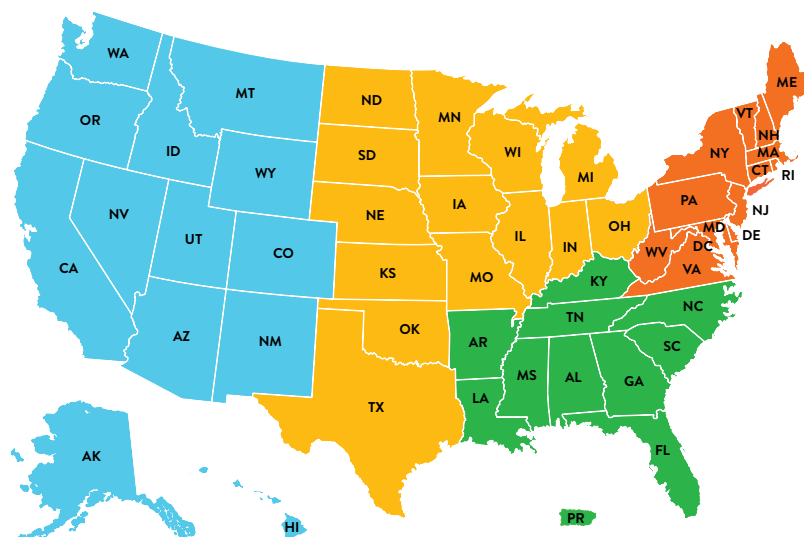 WA
MT
ND
MN
ME
VT
NH
OR
ID
SD
WI
NY
MA
WY
MI
CT
RI
NV
NE
IA
PA
NJ
UT
CO
IL
IN
OH
MD
DE
DC
WV
VA
CA
KS
MO
KY
AZ
NM
OK
AR
TN
NC
SC
MS
AL
GA
TX
LA
AK
FL
HI
PR